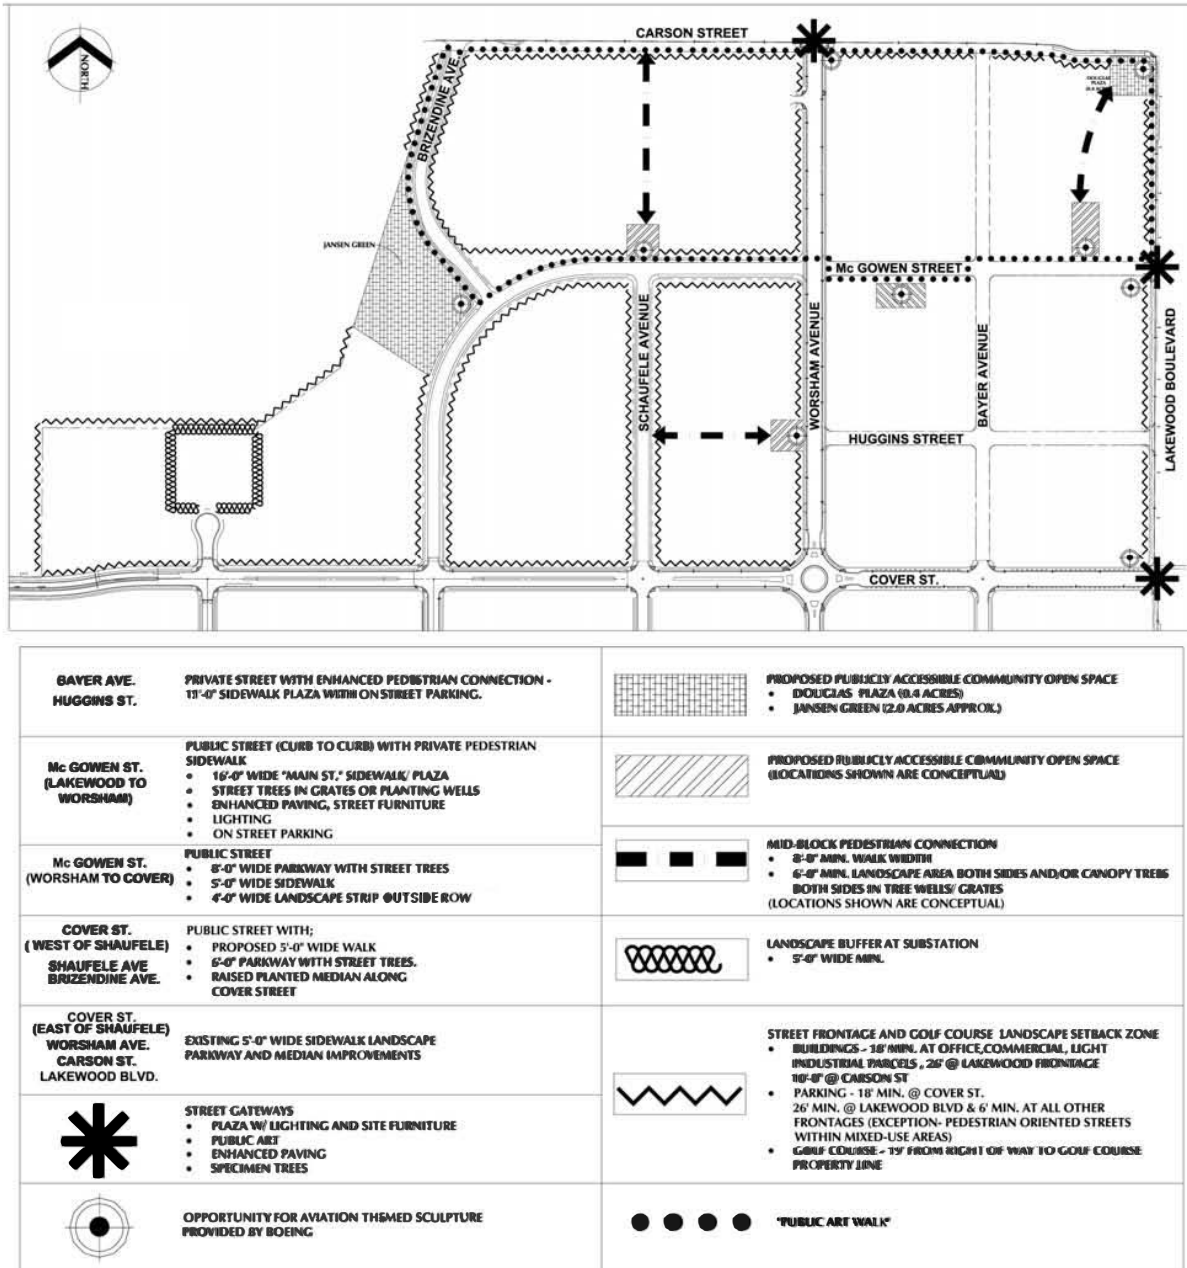 NORTH
CARSON STREET
BRIZENDINE AVE.
DOUGLAS
PLAZA
JANSEN GREEN
Mc GOWEN STREET
SCHAUFELE AVENUE
WORSHAM AVENUE
BAYER AVENUE
LAKEWOOD BOULEVARD
HUGGINS STREET
COVER ST.
BAYER AVE.
HUGGINS ST.
PRIVATE STREET WITH ENHANCED PEDESTRIAN CONNECTION -
11'-0" SIDEWALK PLAZA WITH ON STREET PARKING.
Mc GOWEN ST.
(LAKEWOOD TO
WORSHAM)
PUBLIC STREET (CURB TO CURB) WITH PRIVATE PEDESTRIAN
SIDEWALK
• 16'-0" WIDE "MAIN ST." SIDEWALK/ PLAZA
• STREET TREES IN GRATES OR PLANTING WELLS
• ENHANCED PAVING, STREET FURNITURE
• LIGHTING
• ON STREET PARKING
Mc GOWEN ST.
(WORSHAM TO COVER)
PUBLIC STREET
• 8'-0" WIDE PARKWAY WITH STREET TREES
• 5'-0" WIDE SIDEWALK
• 4'-0" WIDE LANDSCAPE STRIP OUTSIDE ROW
COVER ST.
( WEST OF SHAUFELE)
SHAUFELE AVE
BRIZENDINE AVE.
PUBLIC STREET WITH;
• PROPOSED 5'-0" WIDE WALK
• 6'-0" PARKWAY WITH STREET TREES.
• RAISED PLANTED MEDIAN ALONG
COVER STREET
COVER ST.
(EAST OF SHAUFELE)
WORSHAM AVE.
CARSON ST.
LAKEWOOD BLVD.
EXISTING 5'-0" WIDE SIDEWALK LANDSCAPE
PARKWAY AND MEDIAN IMPROVEMENTS
STREET GATEWAYS
• PLAZA W/ LIGHTING AND SITE FURNITURE
• PUBLIC ART
• ENHANCED PAVING
• SPECIMEN TREES
OPPORTUNITY FOR AVIATION THEMED SCULPTURE
PROVIDED BY BOEING
PROPOSED PUBLICLY ACCESSIBLE COMMUNITY OPEN SPACE
• DOUGLAS PLAZA (0.4 ACRES)
• JANSEN GREEN (2.0 ACRES APPROX.)
PROPOSED PUBLICLY ACCESSIBLE COMMUNITY OPEN SPACE
(LOCATIONS SHOWN ARE CONCEPTUAL)
MID-BLOCK PEDESTRIAN CONNECTION
• 8'-0" MIN. WALK WIDTH
• 6'-0" MIN. LANDSCAPE AREA BOTH SIDES AND/OR CANOPY TREES
BOTH SIDES IN TREE WELLS/ GRATES
(LOCATIONS SHOWN ARE CONCEPTUAL)
LANDSCAPE BUFFER AT SUBSTATION
• 5'-0" WIDE MIN.
STREET FRONTAGE AND GOLF COURSE LANDSCAPE SETBACK ZONE
• BUILDINGS - 18' MIN. AT OFFICE, COMMERCIAL, LIGHT
INDUSTRIAL PARCELS , 26' @ LAKEWOOD FRONTAGE
10'-0" @ CARSON ST
• PARKING - 18' MIN. @ COVER ST.
26' MIN. @ LAKEWOOD BLVD & 6' MIN. AT ALL OTHER
FRONTAGES (EXCEPTION- PEDESTRIAN ORIENTED STREETS
WITHIN MIXED-USE AREAS)
• GOLF COURSE - 19' FROM RIGHT OF WAY TO GOLF COURSE
PROPERTY LINE
"PUBLIC ART WALK"